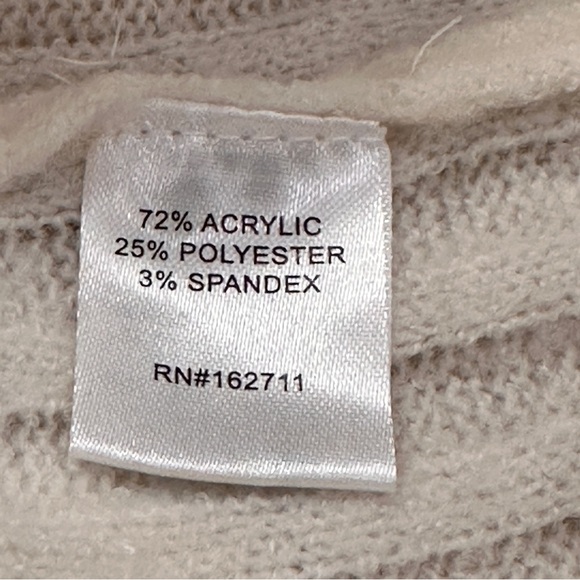 72% ACRYLIC
25% POLYESTER
3% SPANDEX
RN#162711